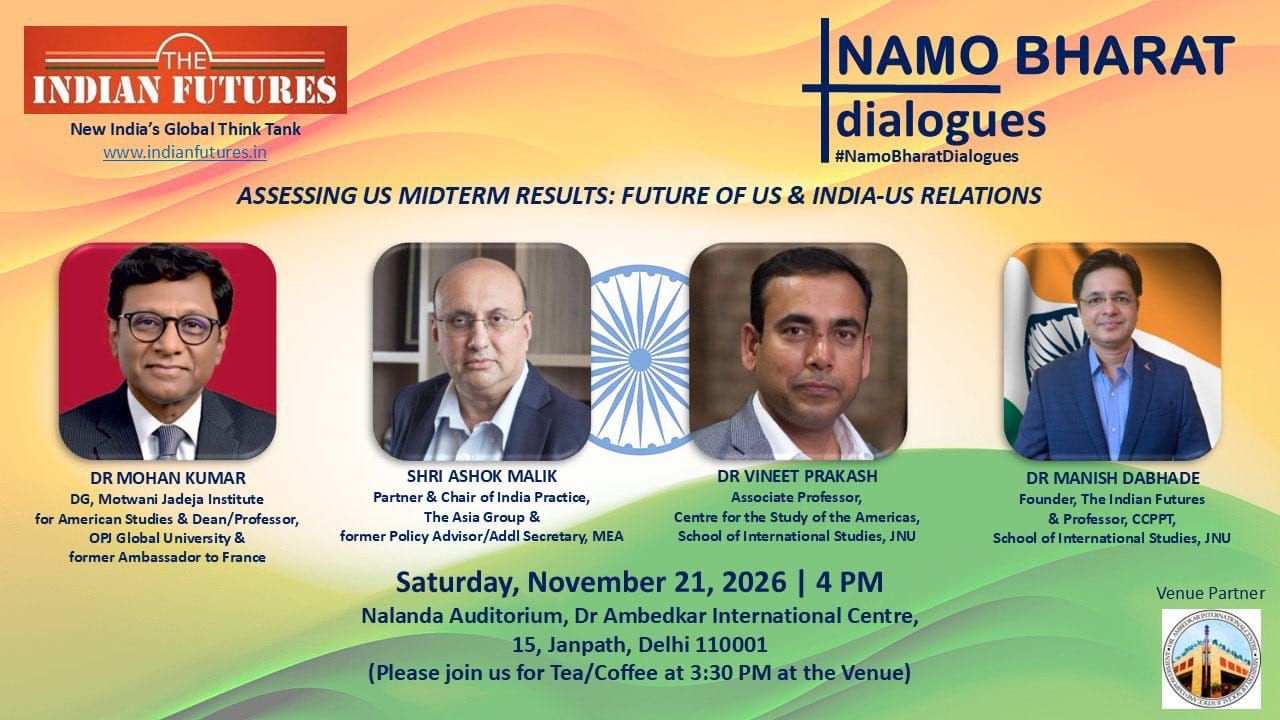 THE
INDIAN FUTURES
New India's Global Think Tank
www.indianfutures.in
NAMO BHARAT
dialogues
#NamoBharatDialogues
ASSESSING US MIDTERM RESULTS: FUTURE OF US & INDIA-US RELATIONS
DR MOHAN KUMAR
DG, Motwani Jadeja Institute
for American Studies & Dean/Professor,
OPJ Global University &
former Ambassador to France
SHRI ASHOK MALIK
Partner & Chair of India Practice,
The Asia Group &
former Policy Advisor/Addl Secretary, MEA
DR VINEET PRAKASH
Associate Professor,
Centre for the Study of the Americas,
School of International Studies, JNU
DR MANISH DABHADE
Founder, The Indian Futures
& Professor, CCPPT,
School of International Studies, JNU
Saturday, November 21, 2026 | 4 PM
Nalanda Auditorium, Dr Ambedkar International Centre,
15, Janpath, Delhi 110001
(Please join us for Tea/Coffee at 3:30 PM at the Venue)
Venue Partner
DR. AMBEDKAR INTERNATIONAL CENTRE